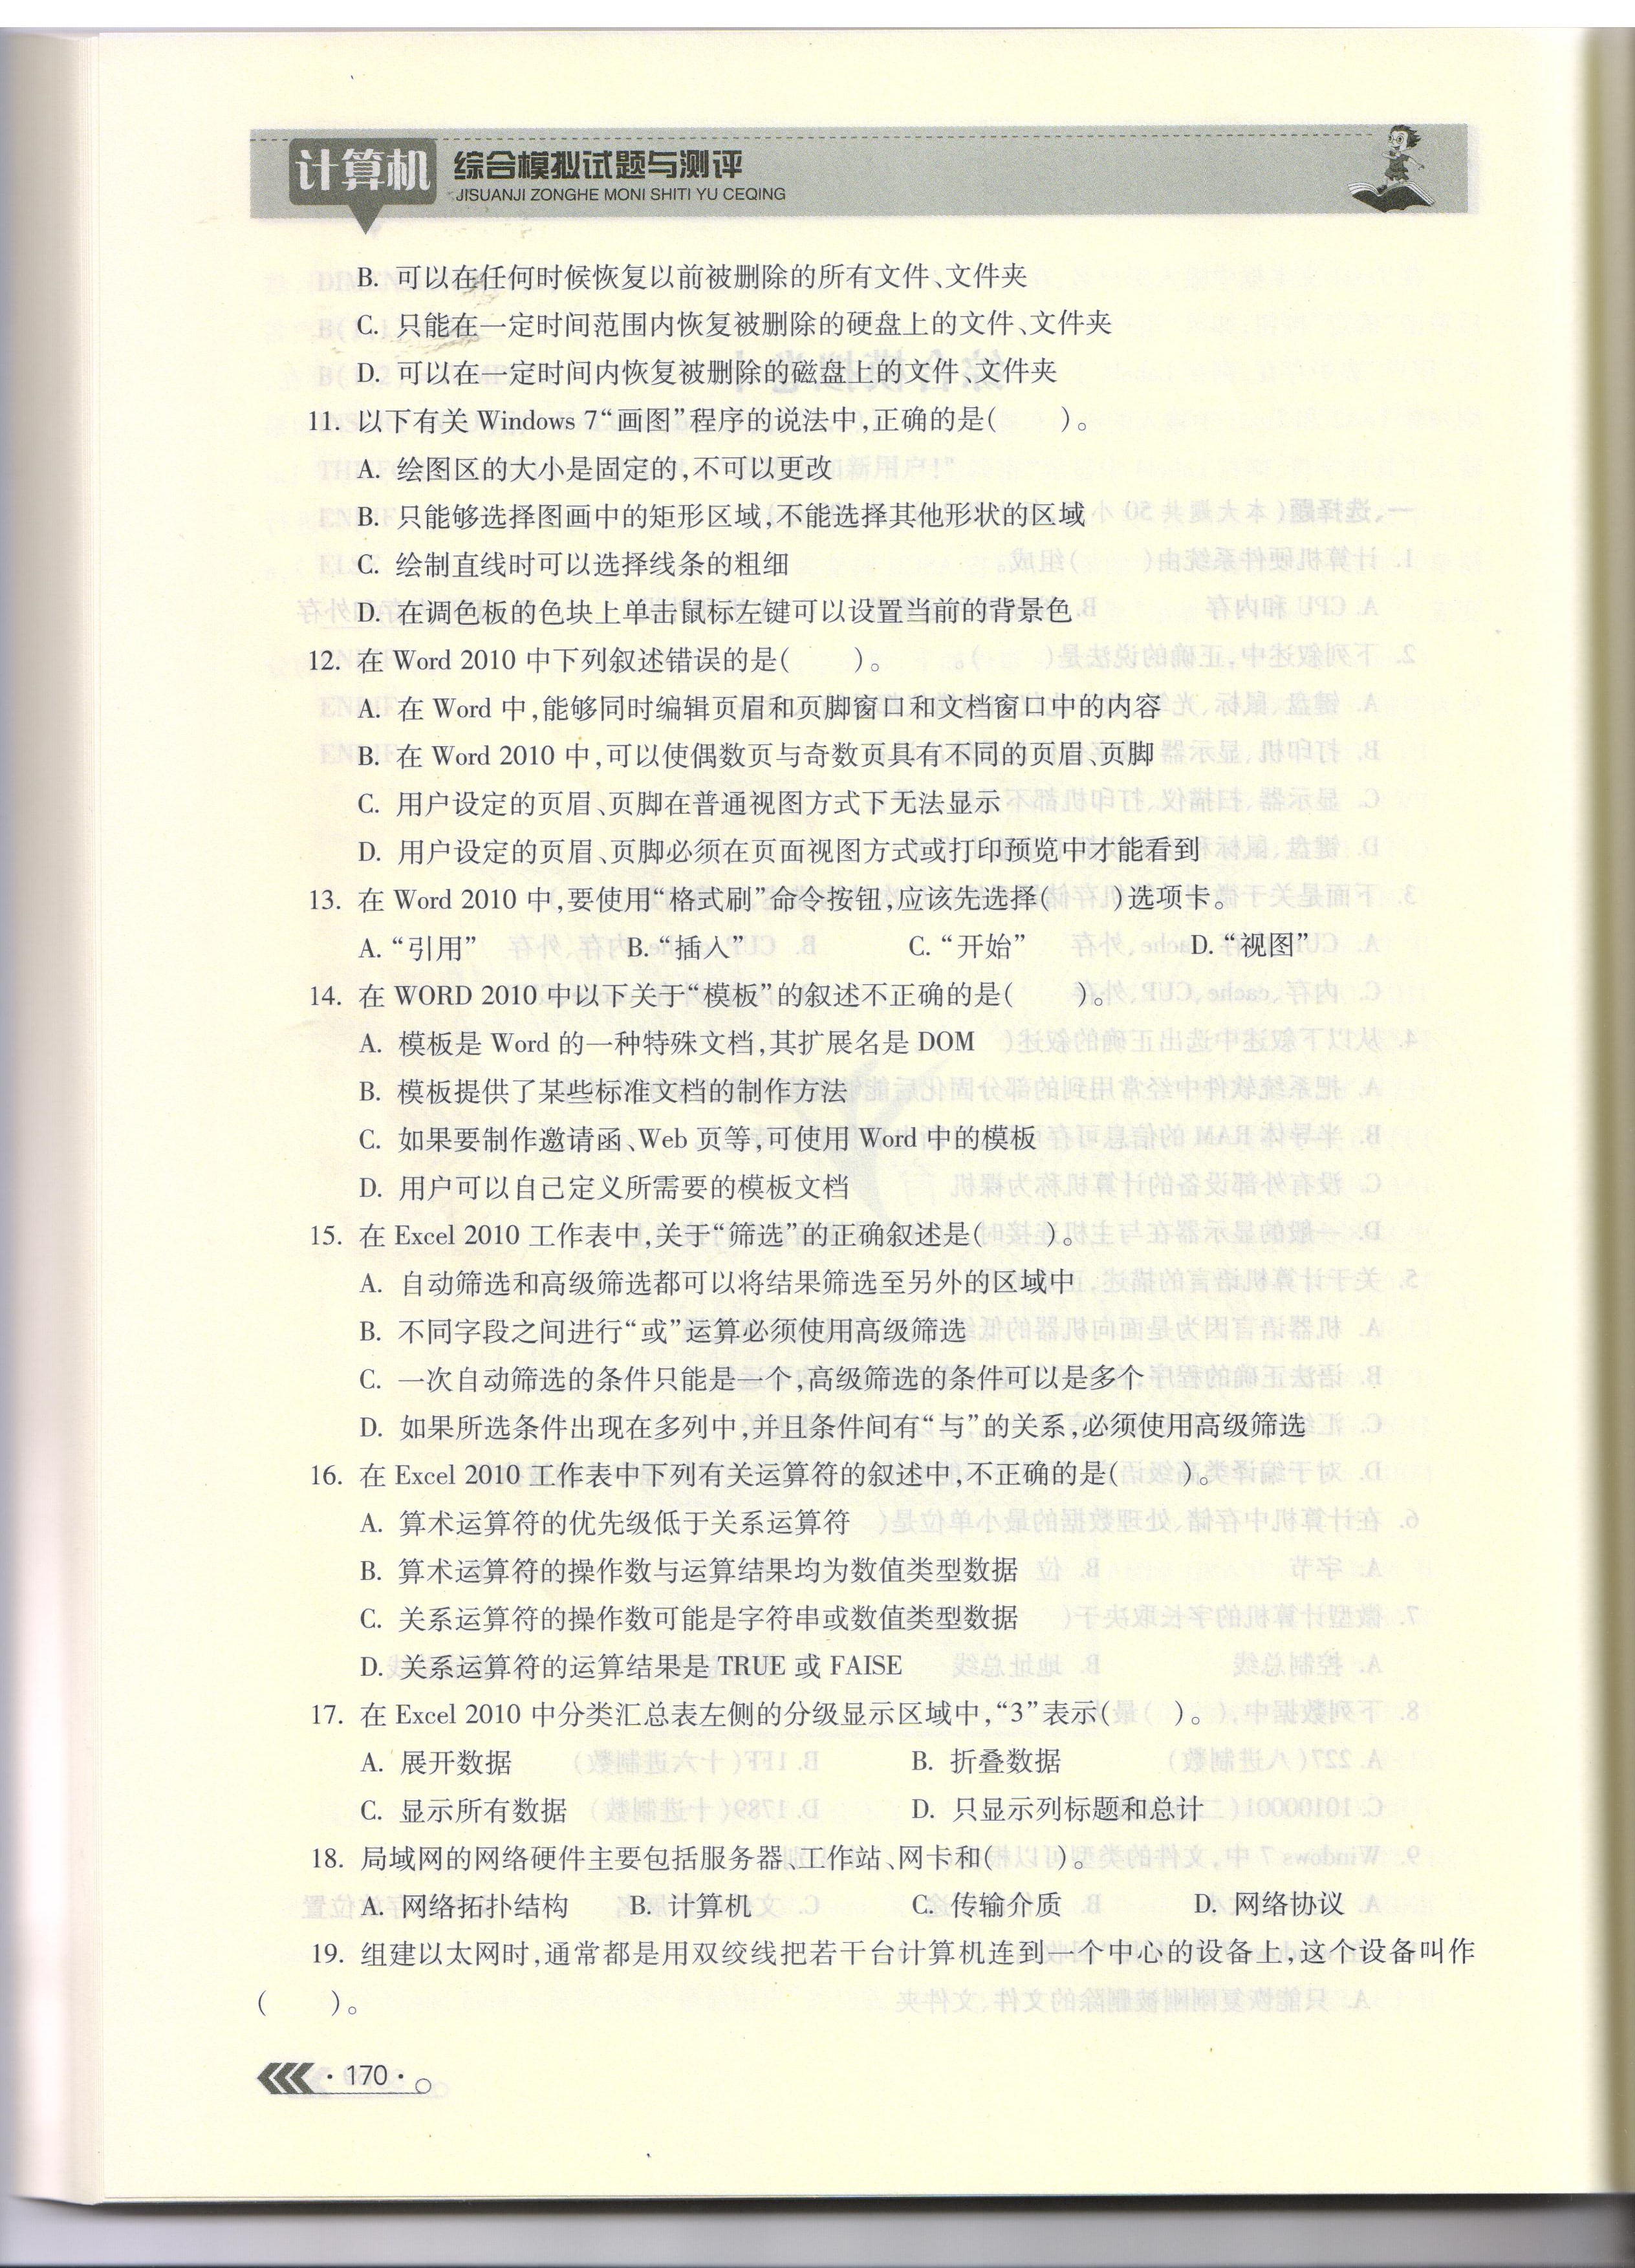 计算机 综合模拟试题与测评
JISUANJI ZONGHE MONI SHITI YU CEQING
B. 可以在任何时候恢复以前被删除的所有文件、文件夹
C. 只能在一定时间范围内恢复被删除的硬盘上的文件、文件夹
D. 可以在一定时间内恢复被删除的磁盘上的文件、文件夹
11. 以下有关 Windows 7“画图”程序的说法中,正确的是(　　)。
A. 绘图区的大小是固定的,不可以更改
B. 只能够选择图画中的矩形区域,不能选择其他形状的区域
C. 绘制直线时可以选择线条的粗细
D. 在调色板的色块上单击鼠标左键可以设置当前的背景色
12. 在 Word 2010 中下列叙述错误的是(　　)。
A. 在 Word 中,能够同时编辑页眉和页脚窗口和文档窗口中的内容
B. 在 Word 2010 中,可以使偶数页与奇数页具有不同的页眉、页脚
C. 用户设定的页眉、页脚在普通视图方式下无法显示
D. 用户设定的页眉、页脚必须在页面视图方式或打印预览中才能看到
13. 在 Word 2010 中,要使用“格式刷”命令按钮,应该先选择(　　)选项卡。
A. “引用”　B. “插入”　C. “开始”　D. “视图”
14. 在 WORD 2010 中以下关于“模板”的叙述不正确的是(　　)。
A. 模板是 Word 的一种特殊文档,其扩展名是 DOM
B. 模板提供了某些标准文档的制作方法
C. 如果要制作邀请函、Web 页等,可使用 Word 中的模板
D. 用户可以自己定义所需要的模板文档
15. 在 Excel 2010 工作表中,关于“筛选”的正确叙述是(　　)。
A. 自动筛选和高级筛选都可以将结果筛选至另外的区域中
B. 不同字段之间进行“或”运算必须使用高级筛选
C. 一次自动筛选的条件只能是一个,高级筛选的条件可以是多个
D. 如果所选条件出现在多列中,并且条件间有“与”的关系,必须使用高级筛选
16. 在 Excel 2010 工作表中下列有关运算符的叙述中,不正确的是(　　)。
A. 算术运算符的优先级低于关系运算符
B. 算术运算符的操作数与运算结果均为数值类型数据
C. 关系运算符的操作数可能是字符串或数值类型数据
D. 关系运算符的运算结果是 TRUE 或 FAISE
17. 在 Excel 2010 中分类汇总表左侧的分级显示区域中,“3”表示(　　)。
A. 展开数据　B. 折叠数据
C. 显示所有数据　D. 只显示列标题和总计
18. 局域网的网络硬件主要包括服务器、工作站、网卡和(　　)。
A. 网络拓扑结构　B. 计算机　C. 传输介质　D. 网络协议
19. 组建以太网时,通常都是用双绞线把若干台计算机连到一个中心的设备上,这个设备叫作
(　　)。
· 170 ·